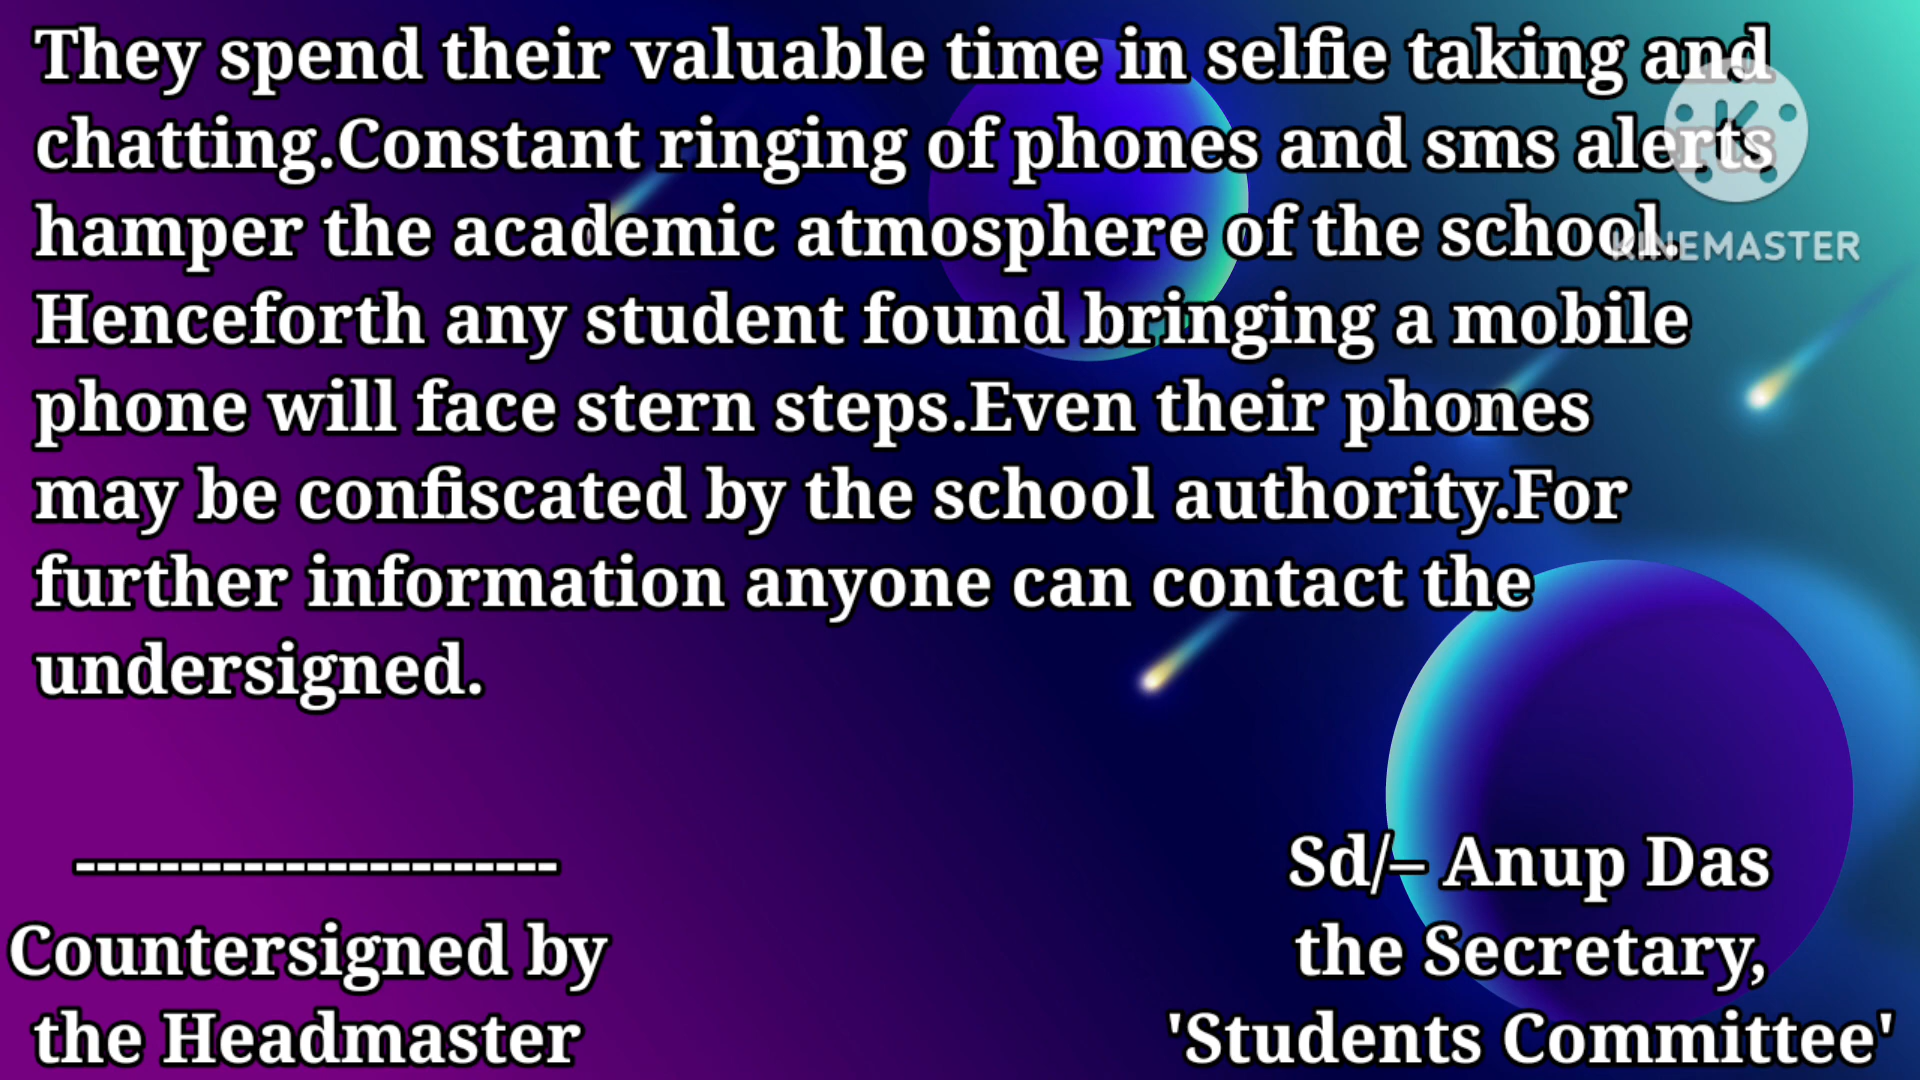 They spend their valuable time in selfie taking and
chatting.Constant ringing of phones and sms alerts
hamper the academic atmosphere of the school.
KINEMASTER
Henceforth any student found bringing a mobile
phone will face stern steps.Even their phones
may be confiscated by the school authority.For
further information anyone can contact the
undersigned.
-----------------------
Sd/– Anup Das
Countersigned by
the Secretary,
the Headmaster
'Students Committee'